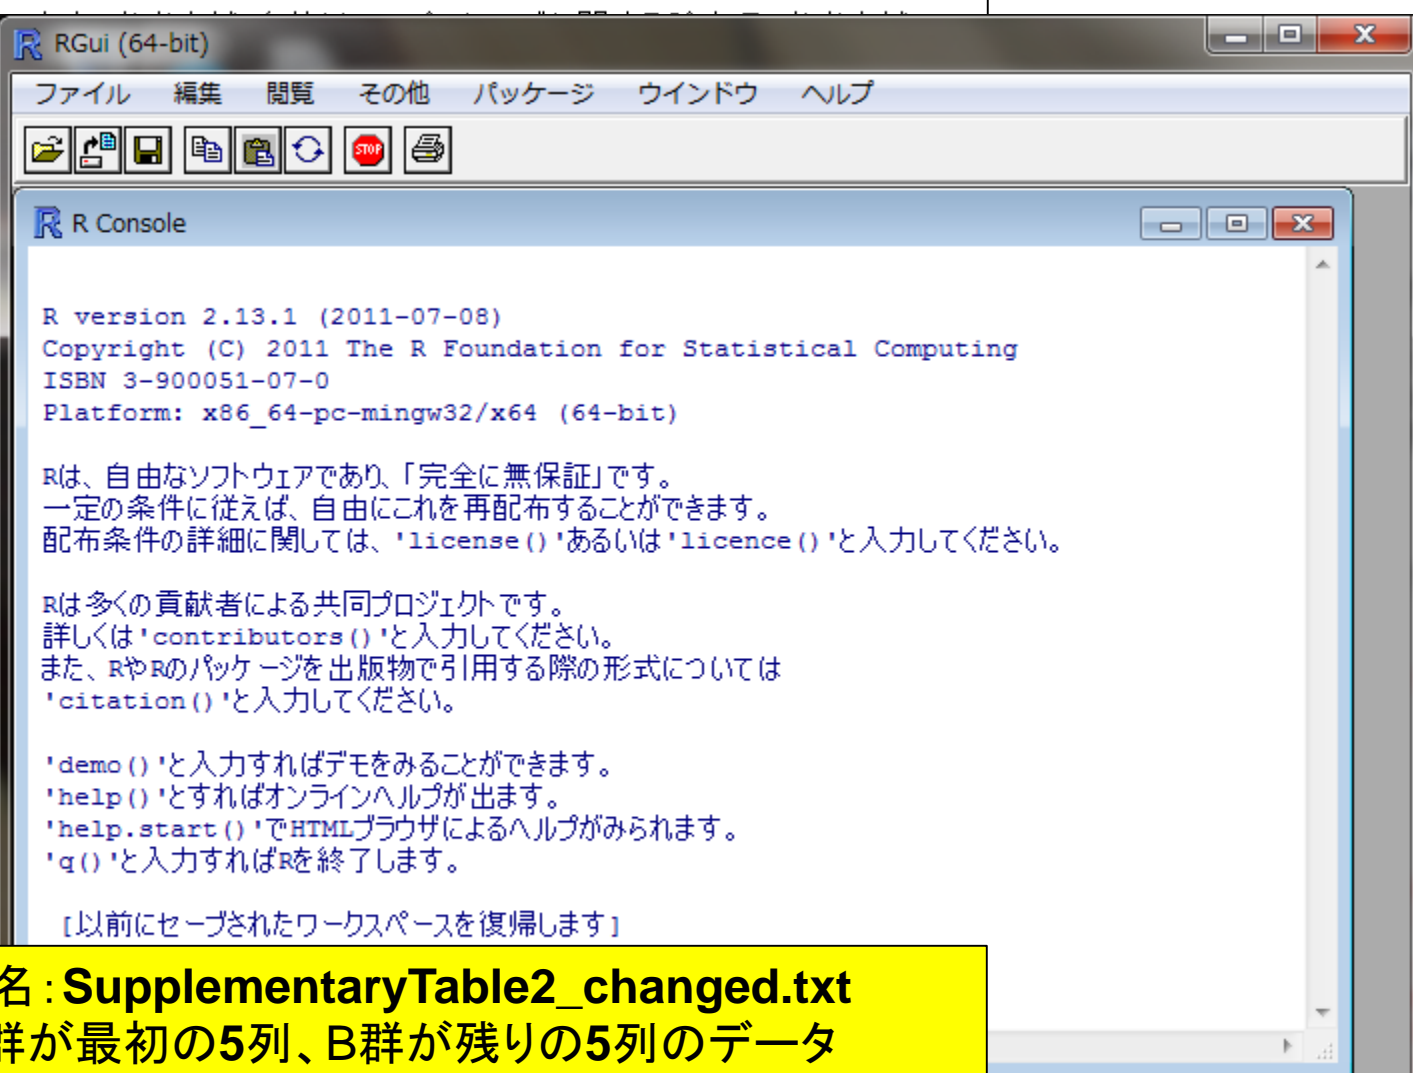 RGui (64-bit)
ファイル 編集 閲覧 その他 パッケージ ウインドウ ヘルプ
STOP
R Console
R version 2.13.1 (2011-07-08)
Copyright (C) 2011 The R Foundation for Statistical Computing
ISBN 3-900051-07-0
Platform: x86_64-pc-mingw32/x64 (64-bit)
Rは、自由なソフトウェアであり、「完全に無保証」です。
一定の条件に従えば、自由にこれを再配布することができます。
配布条件の詳細に関しては、'license()'あるいは'licence()'と入力してください。
Rは多くの貢献者による共同プロジェクトです。
詳しくは'contributors()'と入力してください。
また、RやRのパッケージを出版物で引用する際の形式については
'citation()'と入力してください。
'demo()'と入力すればデモをみることができます。
'help()'とすればオンラインヘルプが出ます。
'help.start()'でHTMLブラウザによるヘルプがみられます。
'q()'と入力すればRを終了します。
[以前にセーブされたワークスペースを復帰します]
名：SupplementaryTable2_changed.txt
群が最初の5列、B群が残りの5列のデータ